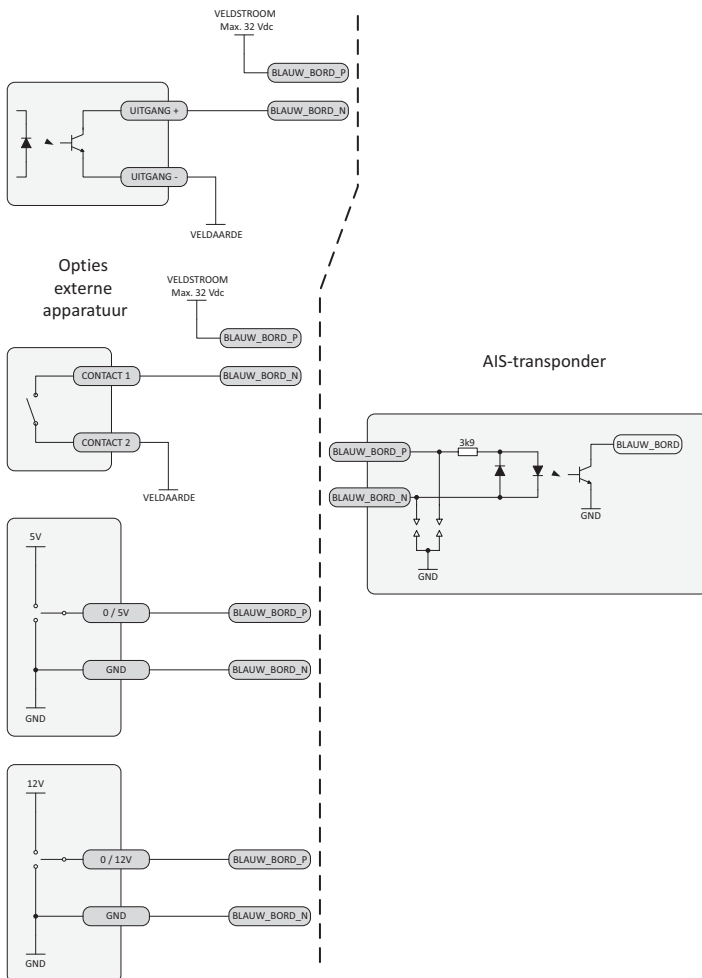 VELDSTROOM
Max. 32 Vdc
BLAUW_BORD_P
UITGANG +
BLAUW_BORD_N
UITGANG -
VELDAARDE
Opties
externe
apparatuur
VELDSTROOM
Max. 32 Vdc
BLAUW_BORD_P
CONTACT 1
BLAUW_BORD_N
CONTACT 2
VELDAARDE
5V
0 / 5V
BLAUW_BORD_P
GND
BLAUW_BORD_N
GND
12V
0 / 12V
BLAUW_BORD_P
GND
BLAUW_BORD_N
GND
AIS-transponder
BLAUW_BORD_P
3k9
BLAUW_BORD
BLAUW_BORD_N
GND
GND